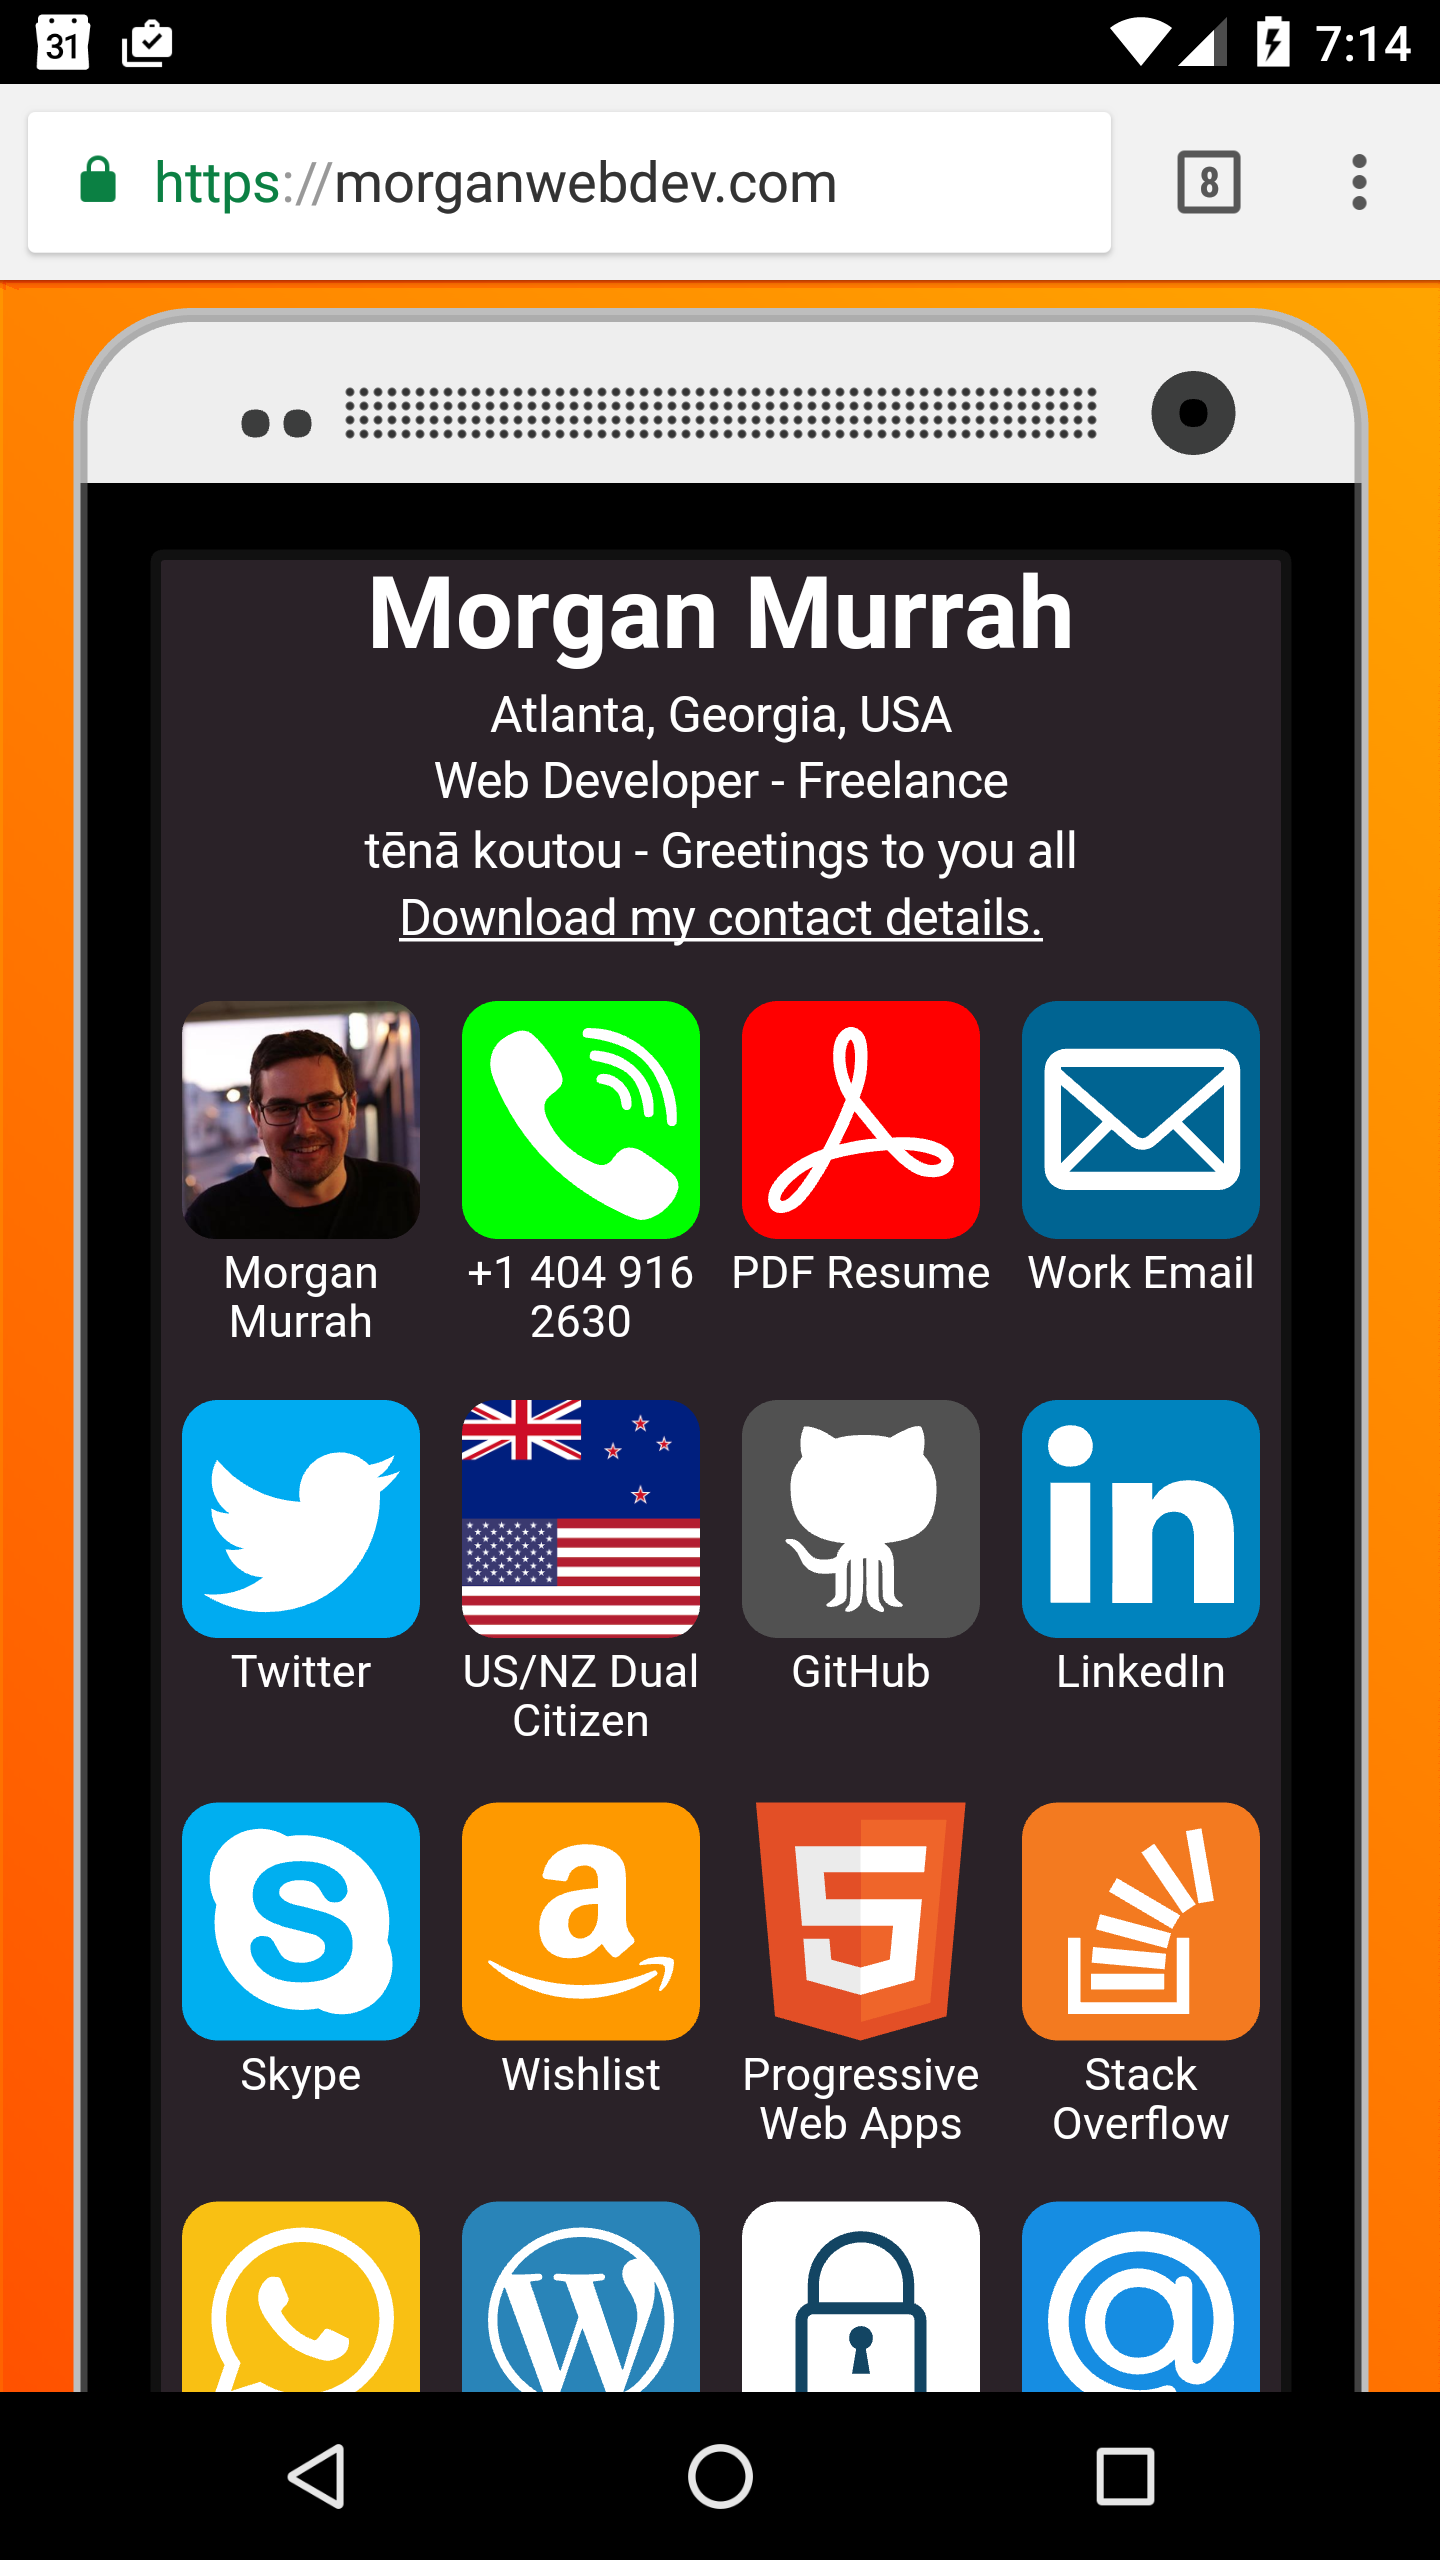 31
7:14
https://morganwebdev.com
8
Morgan Murrah
Atlanta, Georgia, USA
Web Developer - Freelance
tēnā koutou - Greetings to you all
Download my contact details.
Morgan
Murrah
+1 404 916
2630
PDF Resume
Work Email
in
Twitter
US/NZ Dual
Citizen
GitHub
LinkedIn
S
a
5
Skype
Wishlist
Progressive
Web Apps
Stack
Overflow
W
@